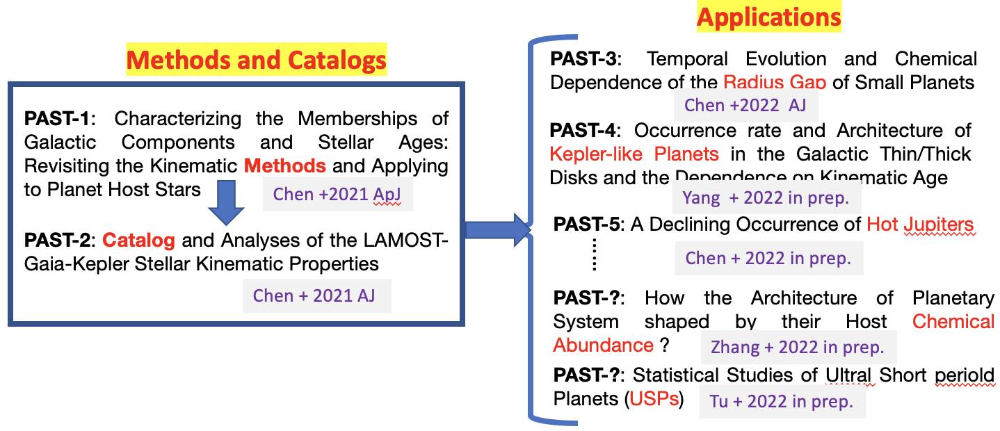 Methods and Catalogs
PAST-1: Characterizing the Memberships of
Galactic Components and Stellar Ages:
Revisiting the Kinematic Methods and Applying
to Planet Host Stars
Chen +2021 ApJ
PAST-2: Catalog and Analyses of the LAMOST-
Gaia-Kepler Stellar Kinematic Properties
Chen + 2021 AJ
Applications
PAST-3: Temporal Evolution and Chemical
Dependence of the Radius Gap of Small Planets
Chen +2022 AJ
PAST-4: Occurrence rate and Architecture of
Kepler-like Planets in the Galactic Thin/Thick
Disks and the Dependence on Kinematic Age
Yang + 2022 in prep.
PAST-5: A Declining Occurrence of Hot Jupiters
Chen + 2022 in prep.
PAST-?: How the Architecture of Planetary
System shaped by their Host Chemical
Abundance ?
Zhang + 2022 in prep.
PAST-?: Statistical Studies of Ultral Short periold
Planets (USPs)
Tu + 2022 in prep.